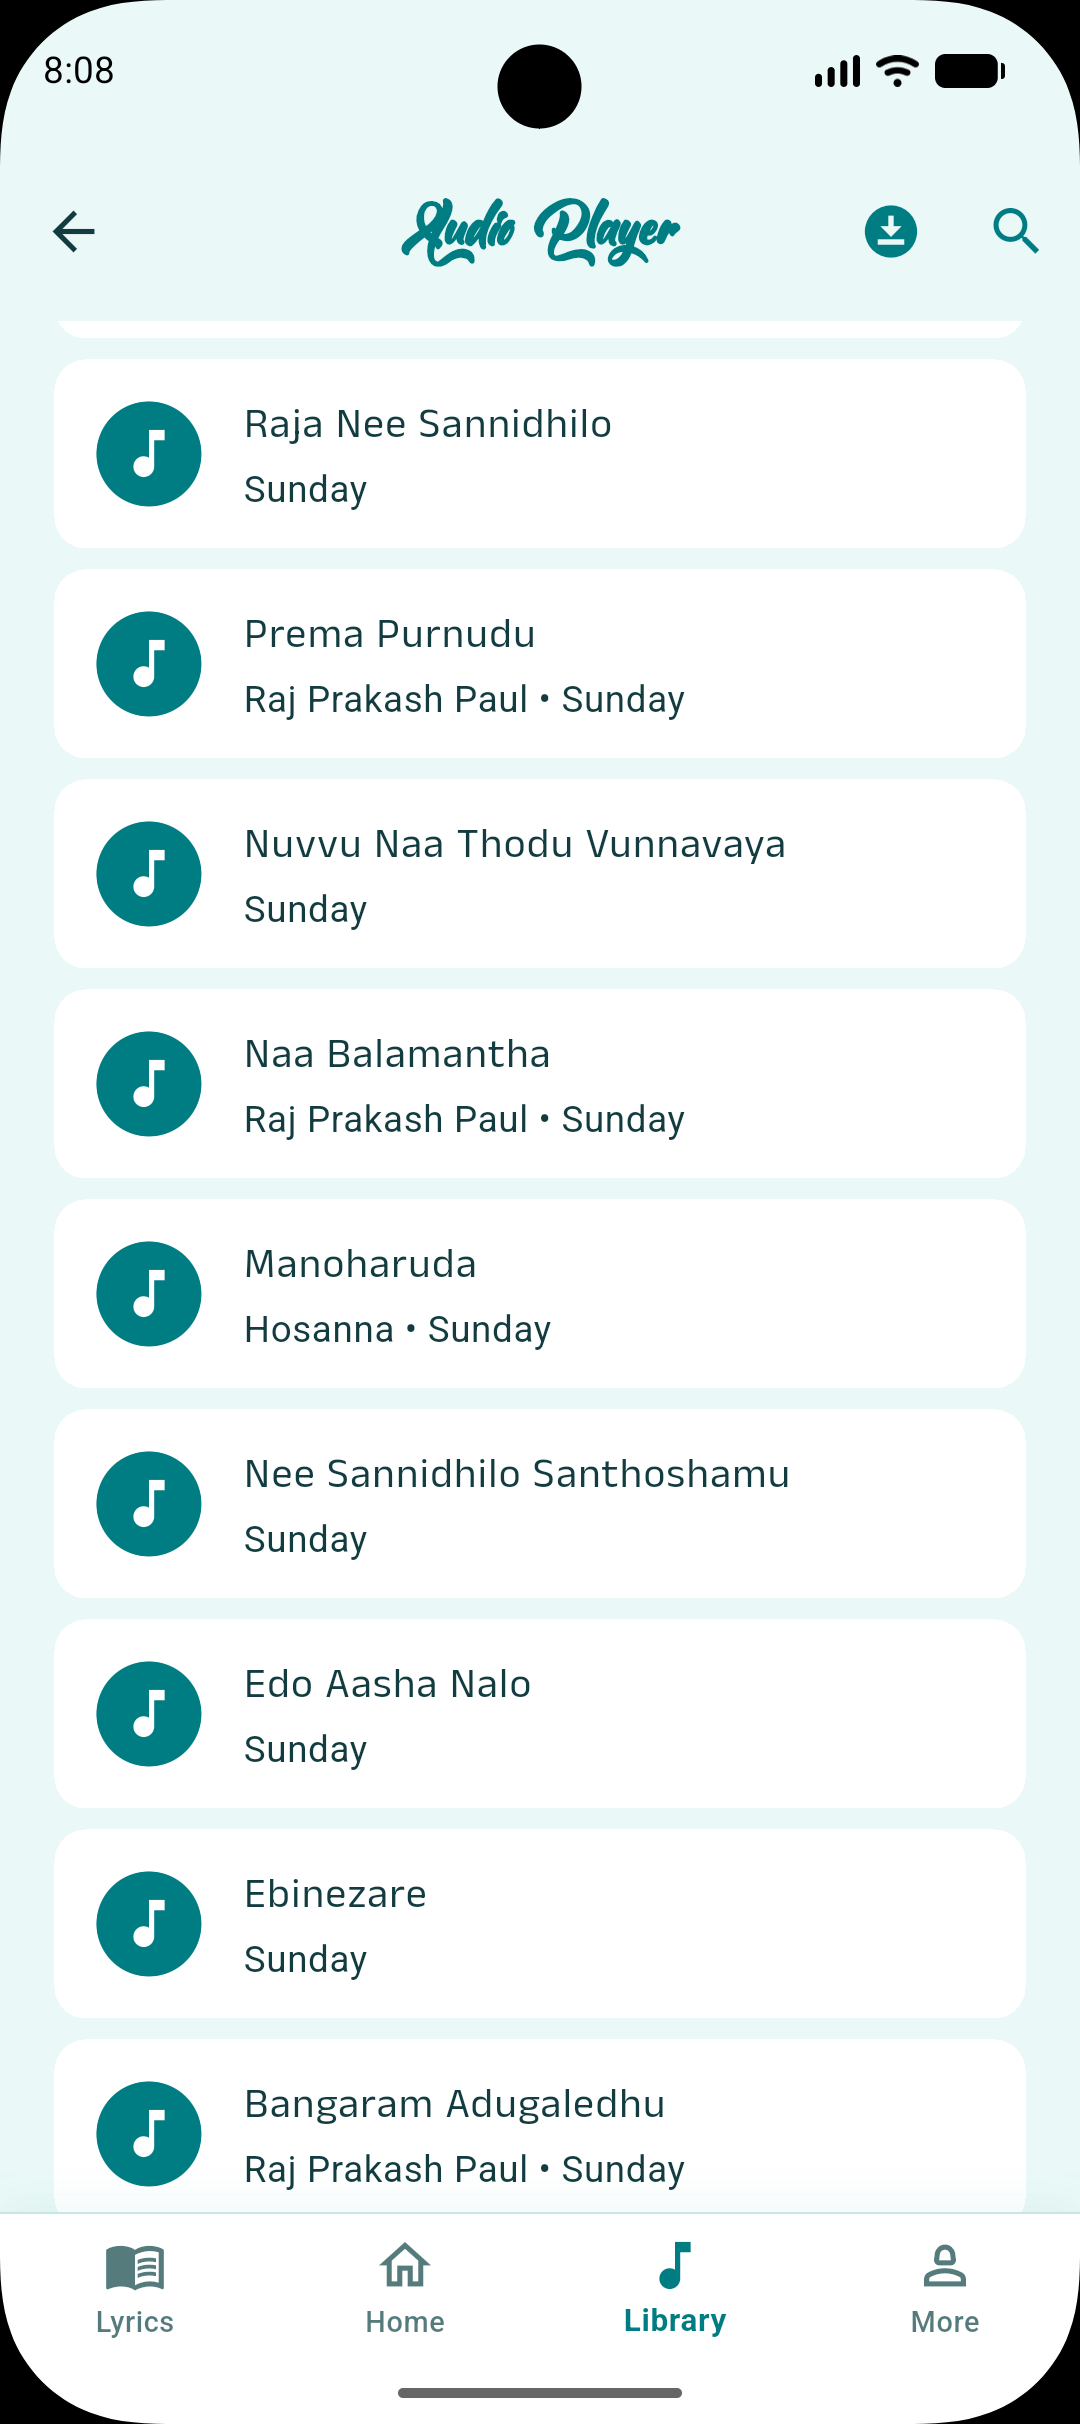 8:08
Audio Player
Raja Nee Sannidhilo
Sunday
Prema Purnudu
Raj Prakash Paul • Sunday
Nuvvu Naa Thodu Vunnavaya
Sunday
Naa Balamantha
Raj Prakash Paul • Sunday
Manoharuda
Hosanna • Sunday
Nee Sannidhilo Santhoshamu
Sunday
Edo Aasha Nalo
Sunday
Ebinezare
Sunday
Bangaram Adugaledhu
Raj Prakash Paul • Sunday
Lyrics
Home
Library
More